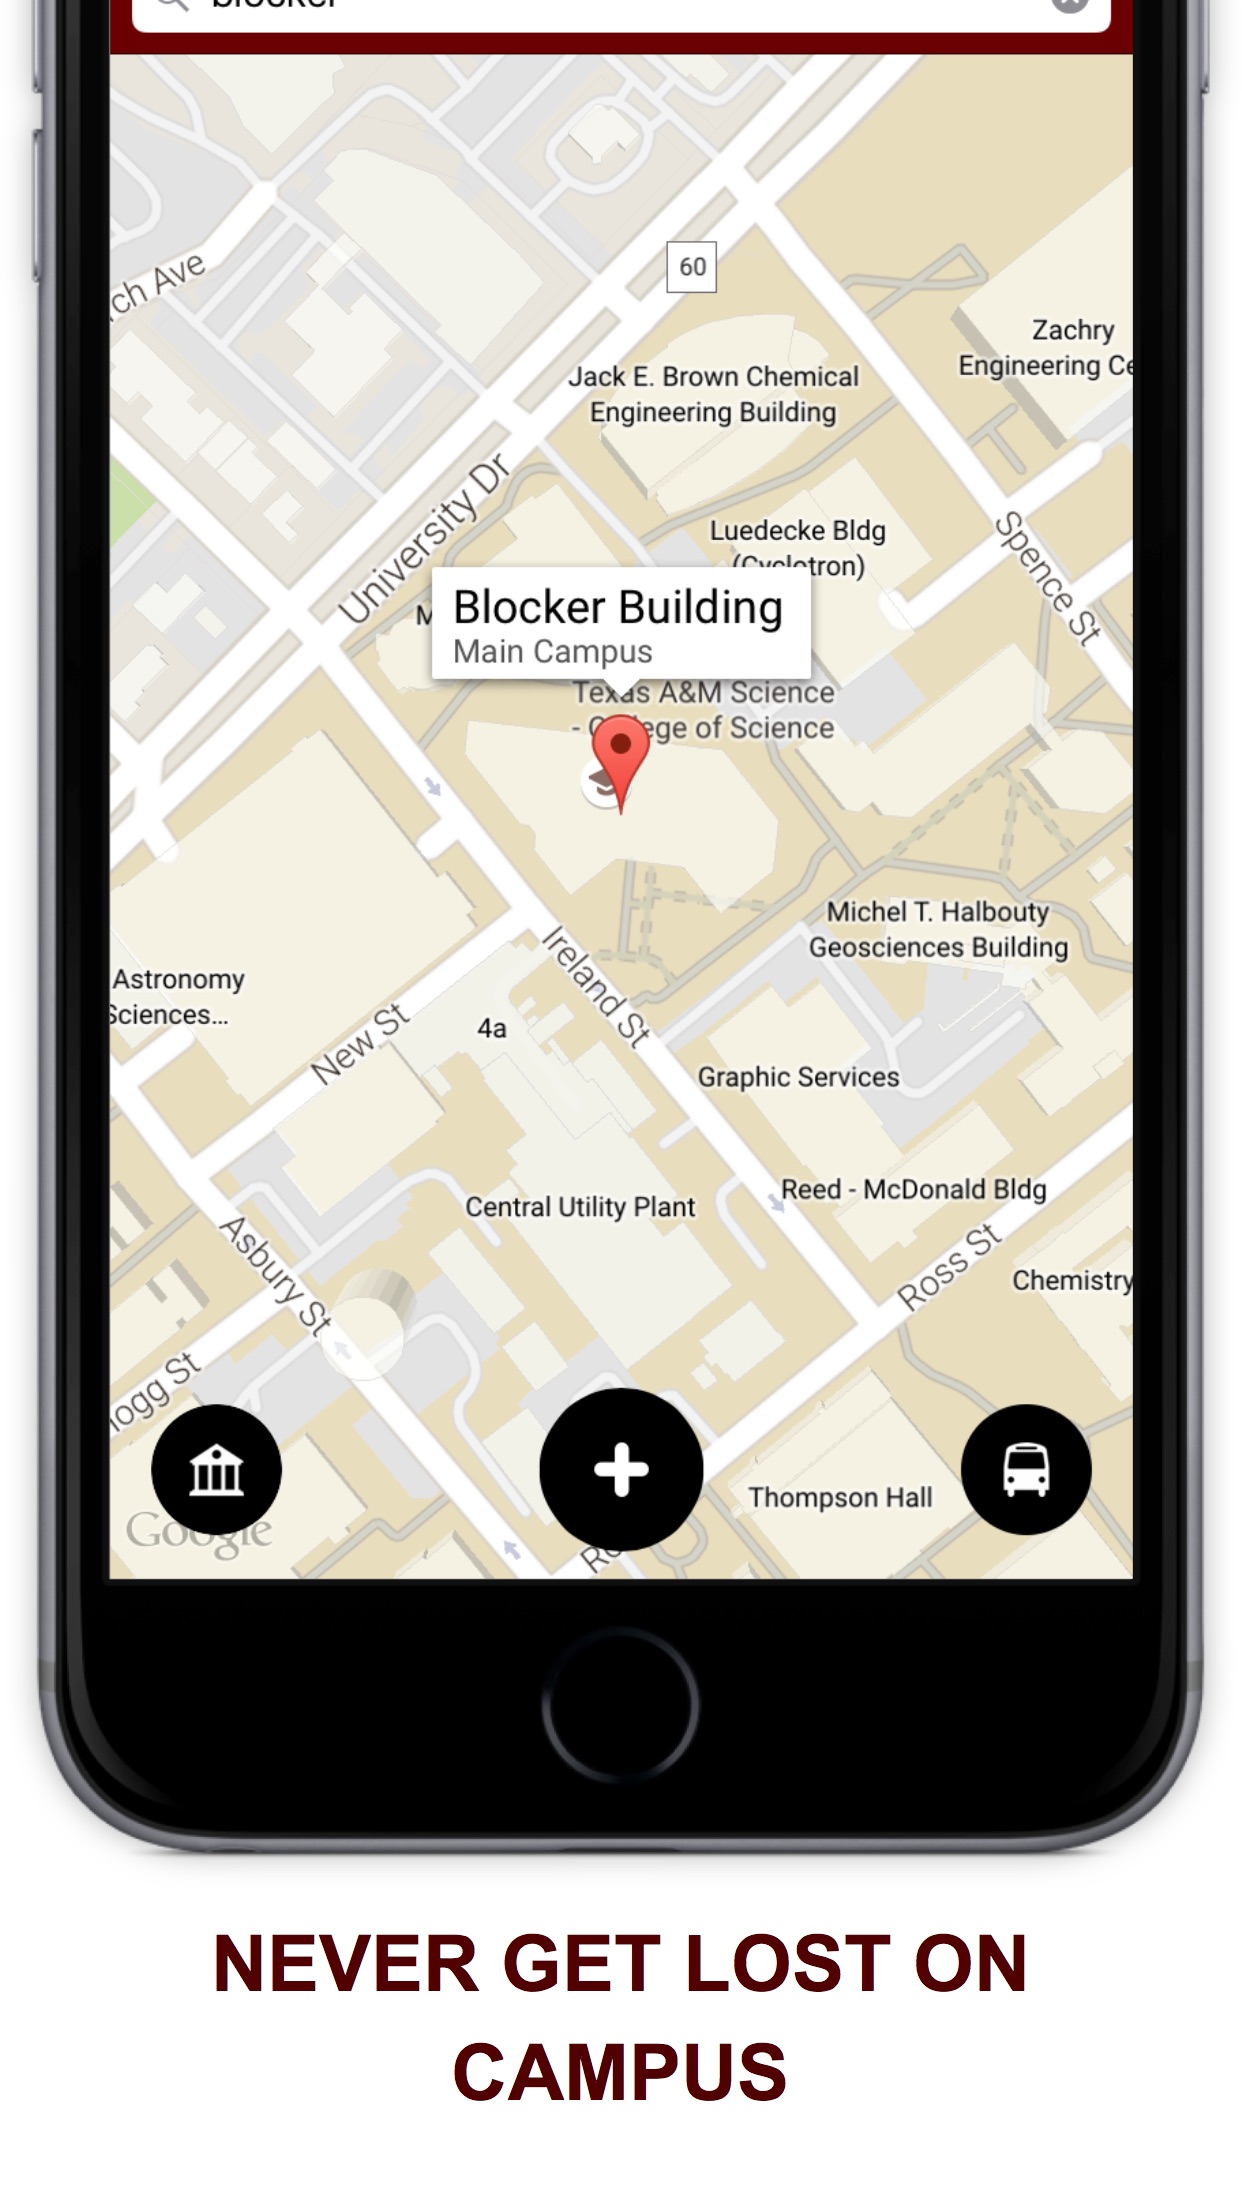 blocker
ch Ave
60
Zachry
Engineering Ce
Jack E. Brown Chemical
Engineering Building
University Dr
Luedecke Bldg
(Cyclotron)
Spence St
M
Blocker Building
Main Campus
Texas A&M Science
- College of Science
Michel T. Halbouty
Geosciences Building
Astronomy
Sciences...
Ireland St
New St
4a
Graphic Services
Central Utility Plant
Reed - McDonald Bldg
Asbury St
Ross St
Chemistry
ogg St
Thompson Hall
Google
Ro
NEVER GET LOST ON
CAMPUS